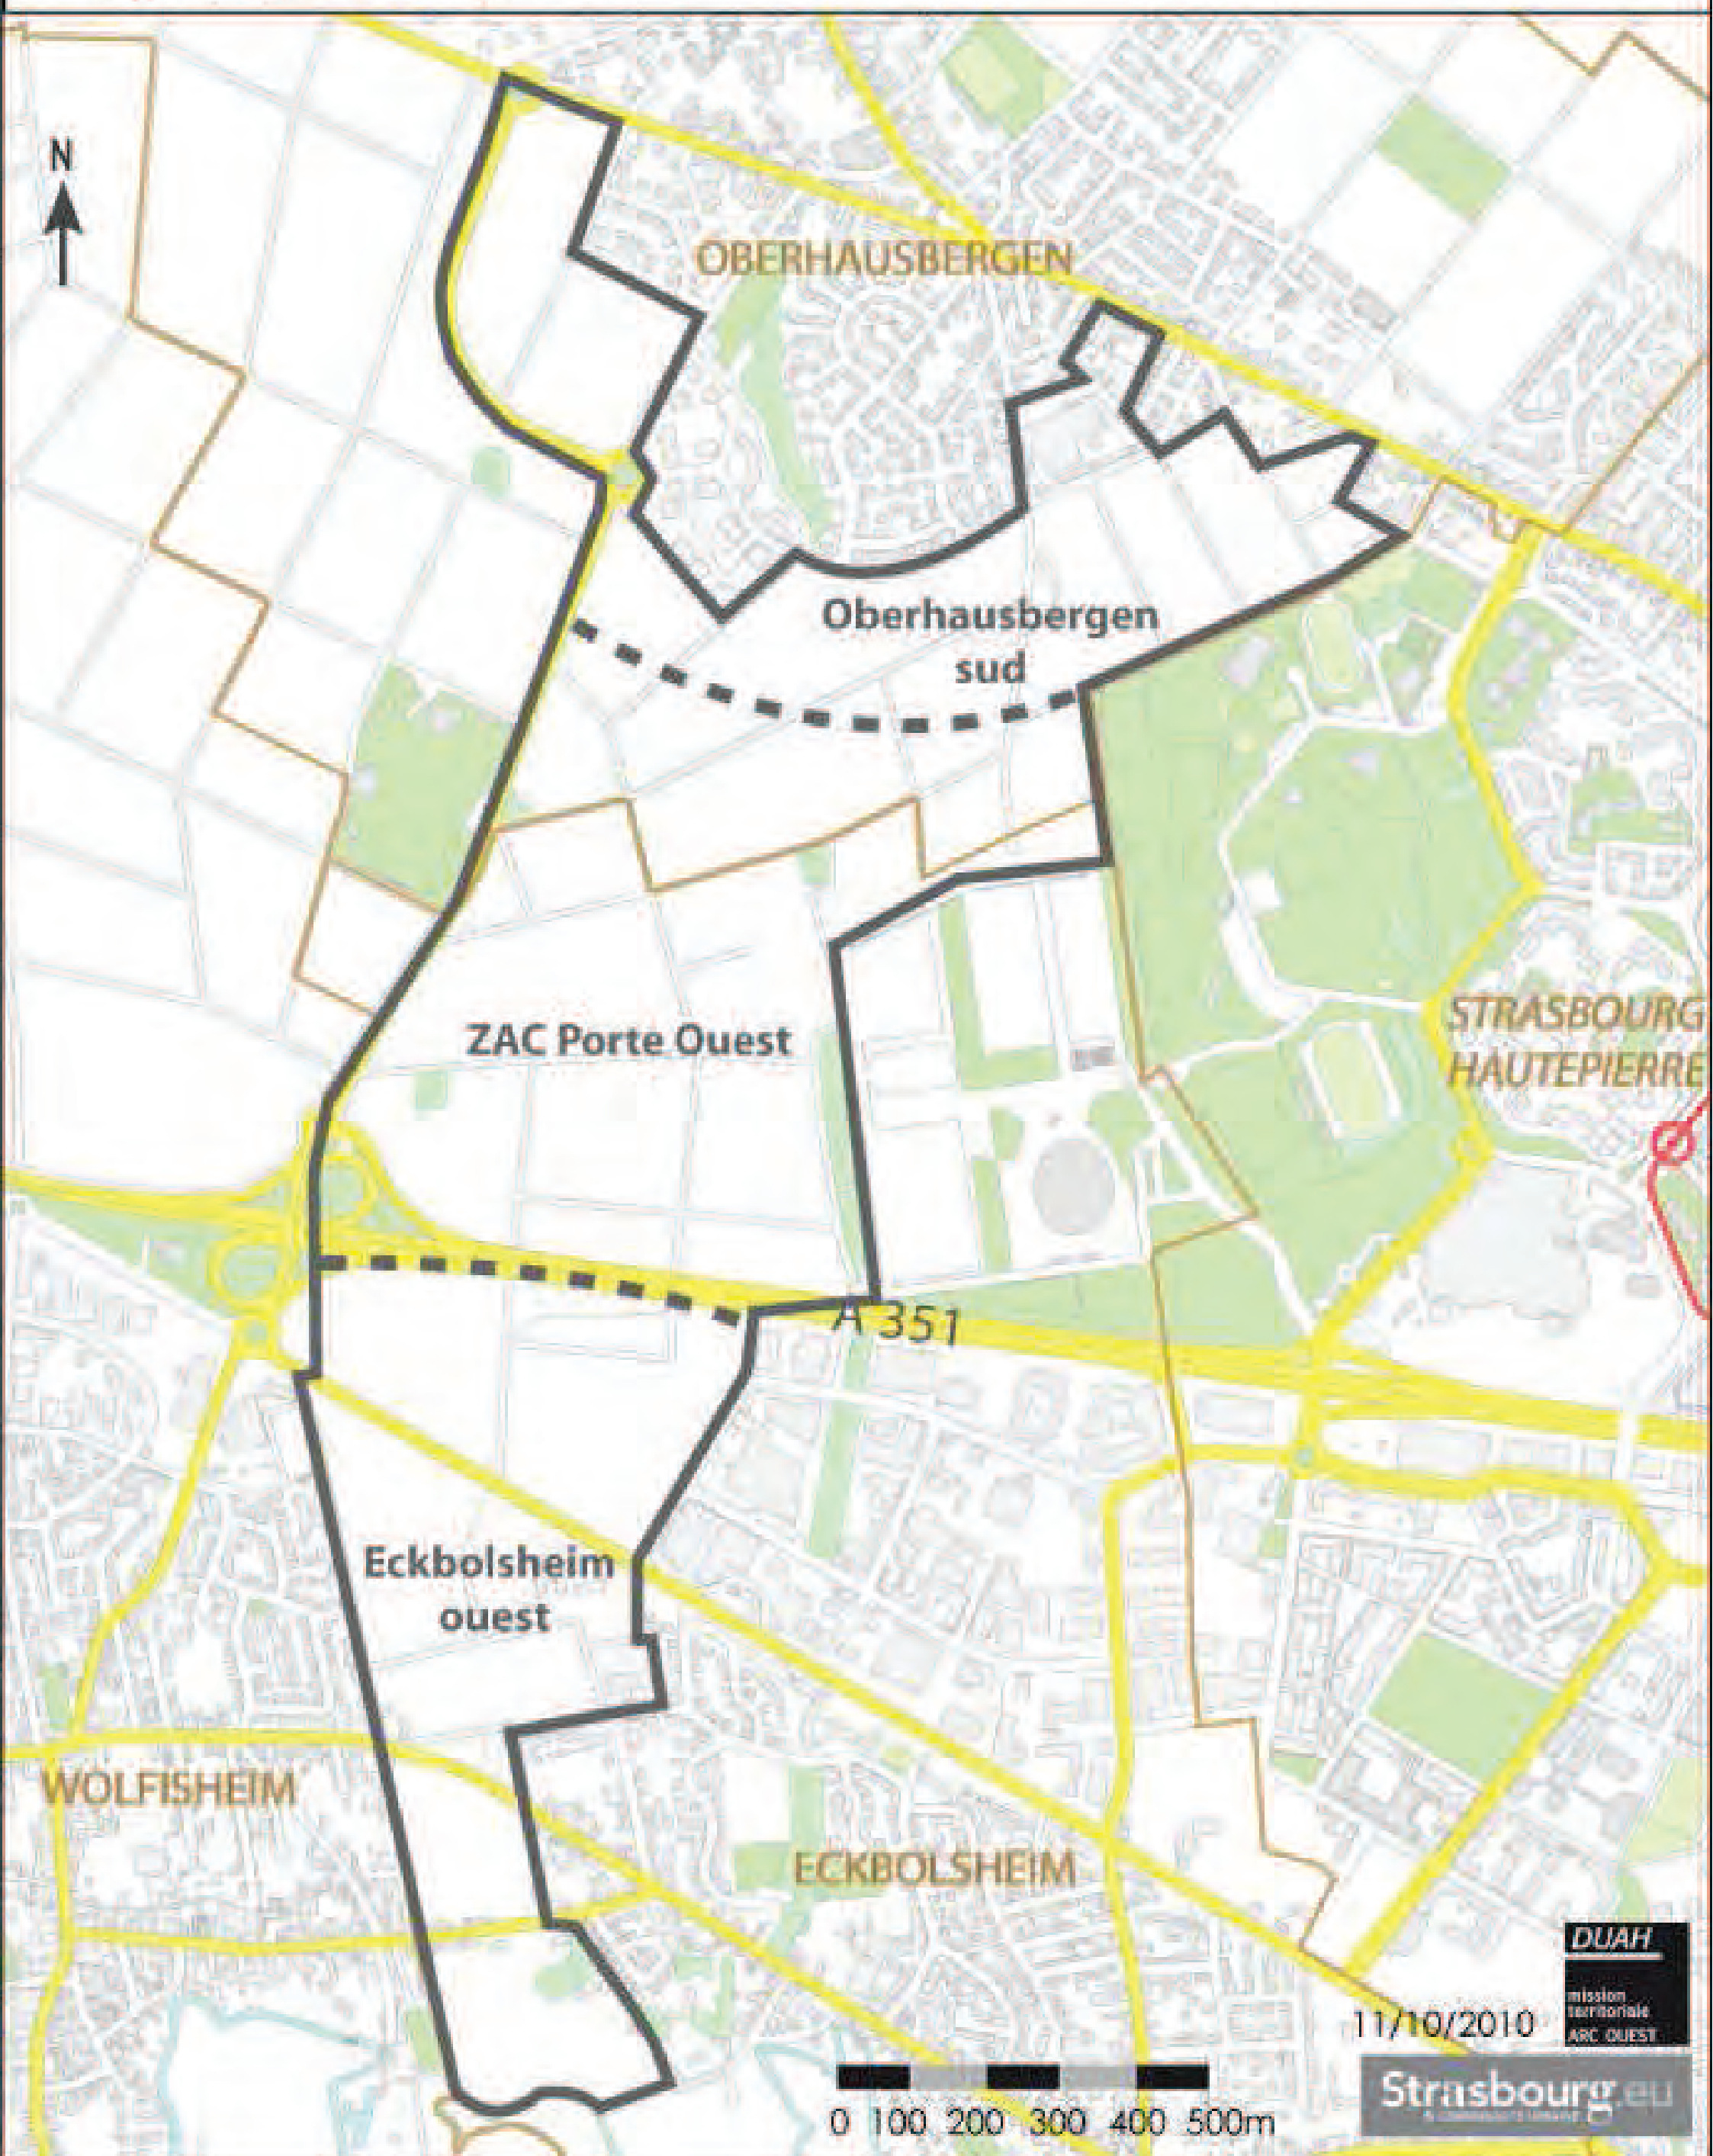 N
OBERHAUSBERGEN
Oberhausbergen
sud
STRASBOURG
HAUTEPIERRE
ZAC Porte Ouest
A 351
Eckbolsheim
ouest
WOLFISHEIM
ECKBOLSHEIM
DUAH
mission
territoriale
ARC OUEST
11/10/2010
Strasbourg.eu
0 100 200 300 400 500m